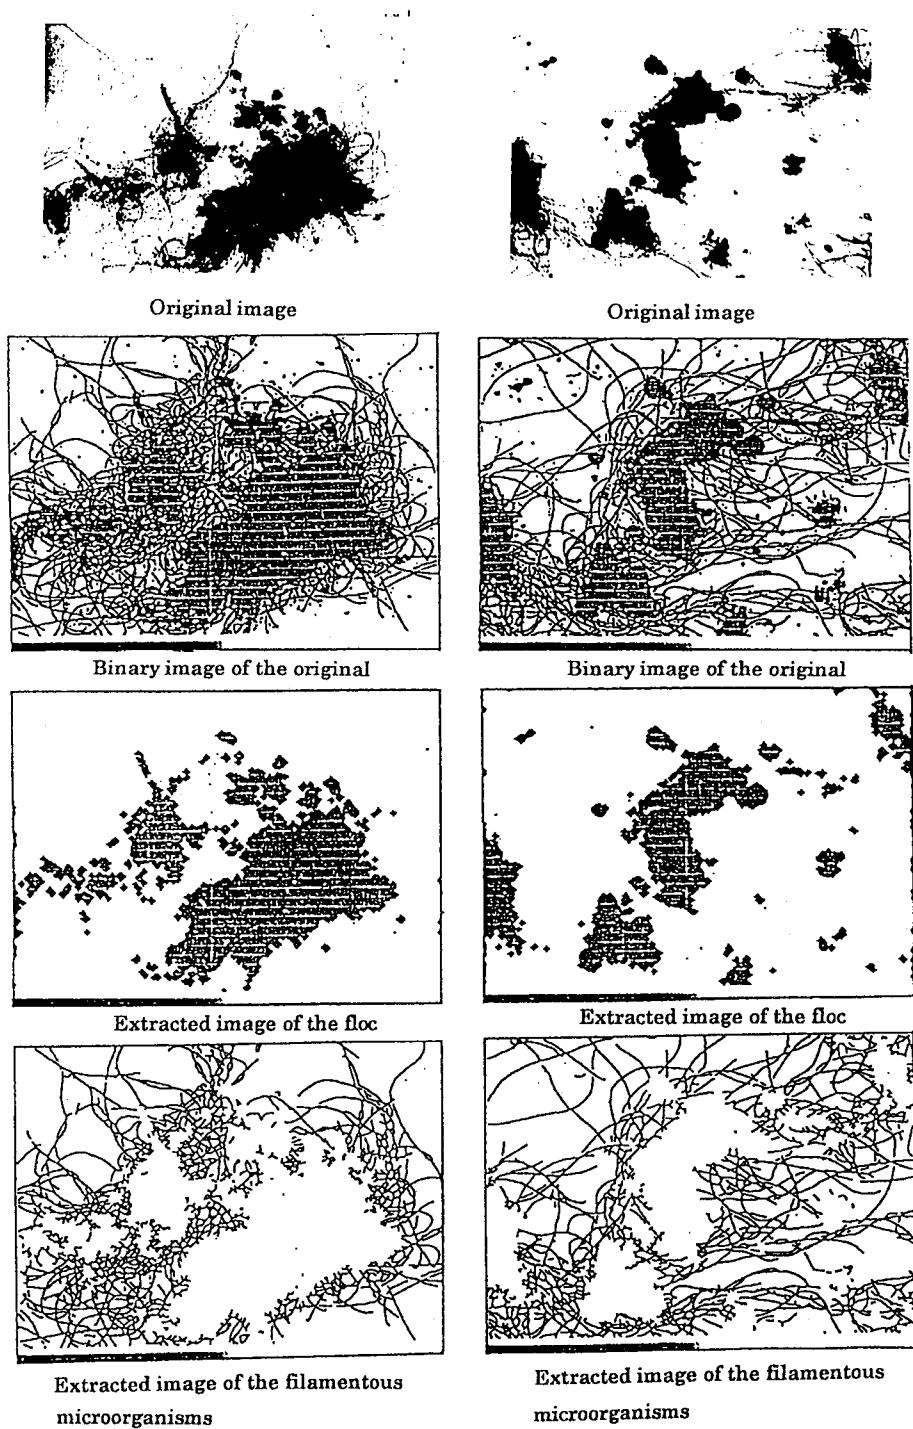 Original image
Original image
Binary image of the original
Binary image of the original
Extracted image of the floc
Extracted image of the floc
Extracted image of the filamentous
microorganisms
Extracted image of the filamentous
microorganisms